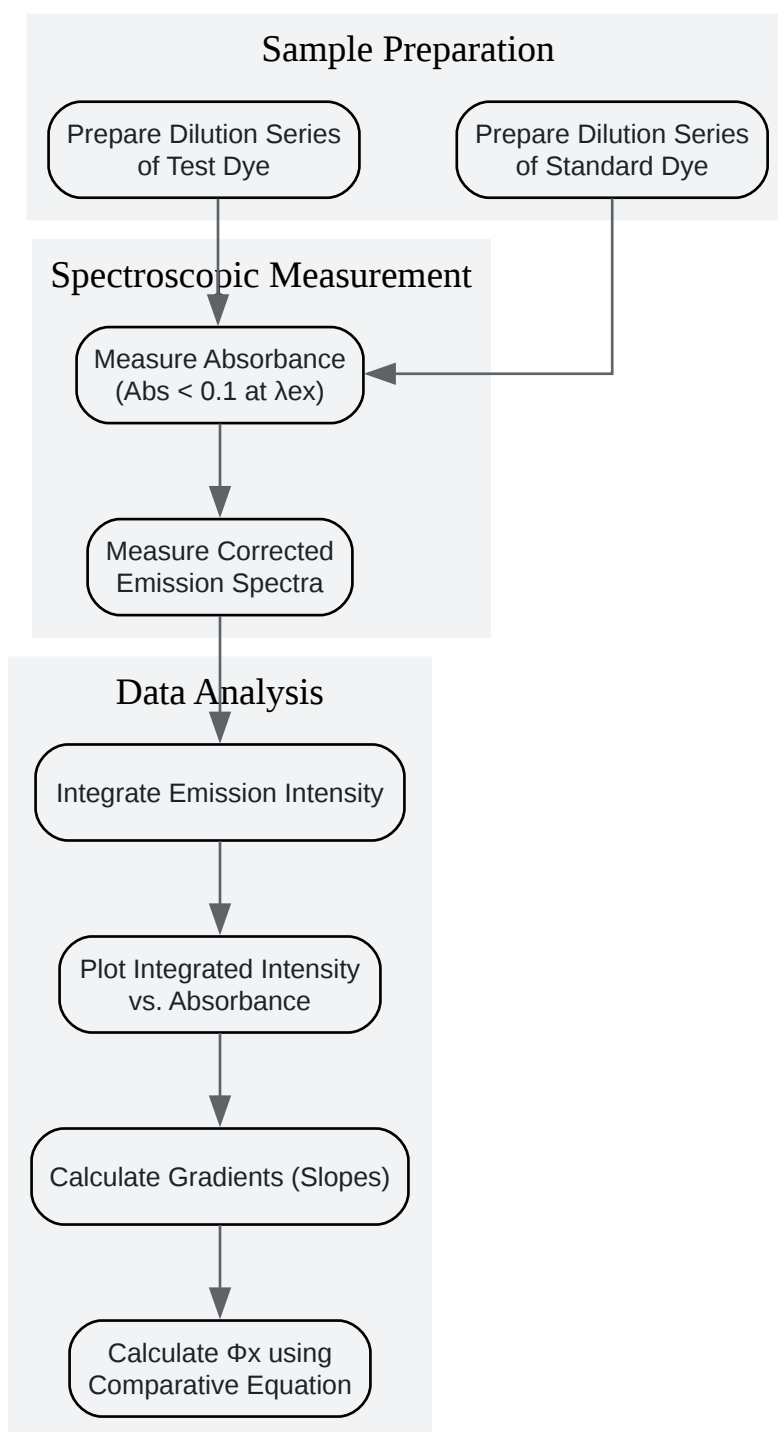 Sample Preparation
Prepare Dilution Series
of Test Dye
Prepare Dilution Series
of Standard Dye
Spectroscopic Measurement
Measure Absorbance
(Abs < 0.1 at λex)
Measure Corrected
Emission Spectra
Data Analysis
Integrate Emission Intensity
Plot Integrated Intensity
vs. Absorbance
Calculate Gradients (Slopes)
Calculate Φx using
Comparative Equation